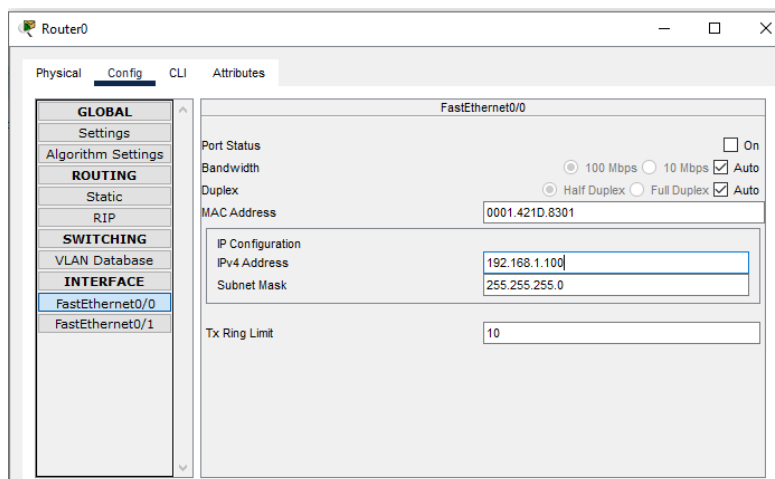 Router0
Physical Config CLI Attributes
GLOBAL
Settings
Algorithm Settings
ROUTING
Static
RIP
SWITCHING
VLAN Database
INTERFACE
FastEthernet0/0
FastEthernet0/1
FastEthernet0/0
Port Status On
Bandwidth 100 Mbps 10 Mbps Auto
Duplex Half Duplex Full Duplex Auto
MAC Address 0001.421D.8301
IP Configuration
IPv4 Address 192.168.1.100
Subnet Mask 255.255.255.0
Tx Ring Limit 10